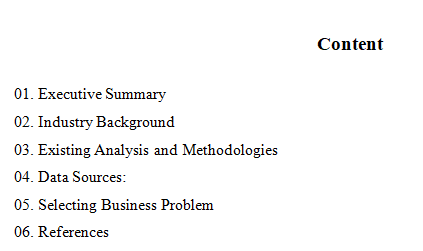 Content
01. Executive Summary
02. Industry Background
03. Existing Analysis and Methodologies
04. Data Sources:
05. Selecting Business Problem
06. References